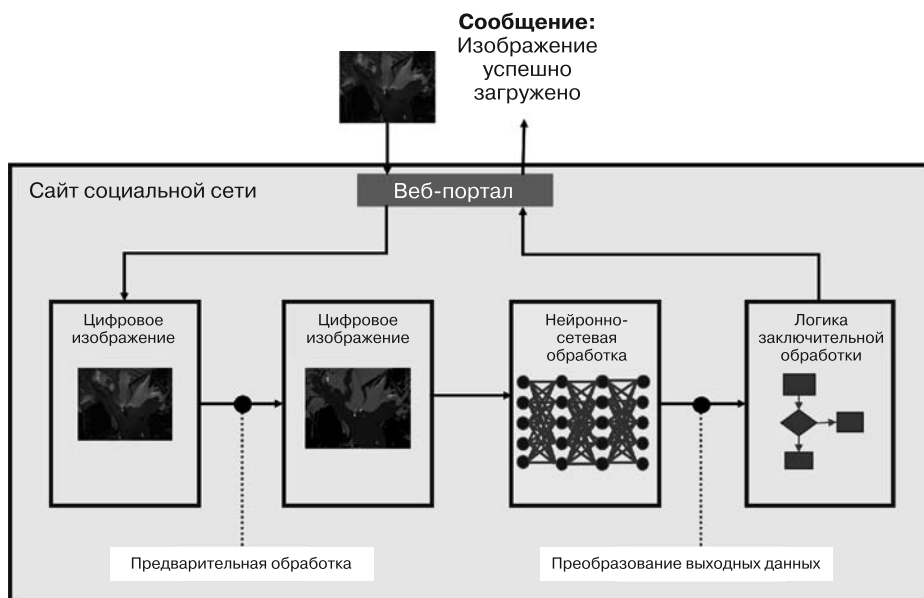 Сообщение:
Изображение
успешно
загружено
Сайт социальной сети
Веб-портал
Цифровое
изображение
Цифровое
изображение
Нейронно-
сетевая
обработка
Логика
заключительной
обработки
Предварительная обработка
Преобразование выходных данных